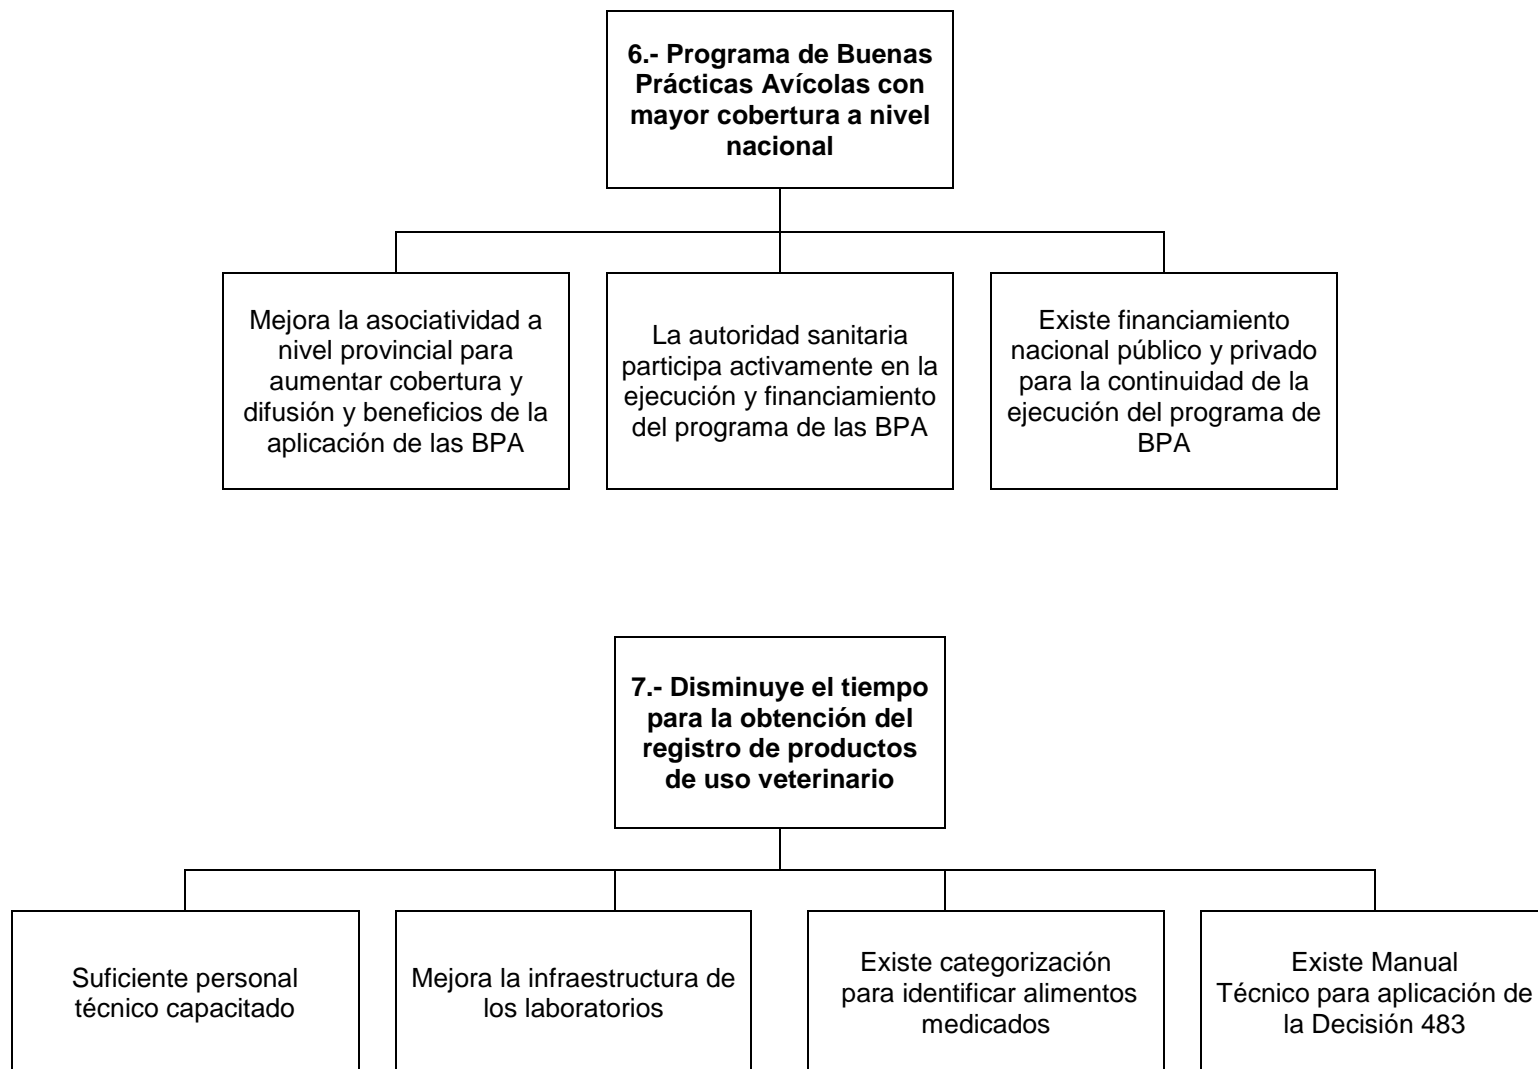 6.- Programa de Buenas
Prácticas Avícolas con
mayor cobertura a nivel
nacional
Mejora la asociatividad a
nivel provincial para
aumentar cobertura y
difusión y beneficios de la
aplicación de las BPA
La autoridad sanitaria
participa activamente en la
ejecución y financiamiento
del programa de las BPA
Existe financiamiento
nacional público y privado
para la continuidad de la
ejecución del programa de
BPA
7.- Disminuye el tiempo
para la obtención del
registro de productos
de uso veterinario
Suficiente personal
técnico capacitado
Mejora la infraestructura de
los laboratorios
Existe categorización
para identificar alimentos
medicados
Existe Manual
Técnico para aplicación de
la Decisión 483